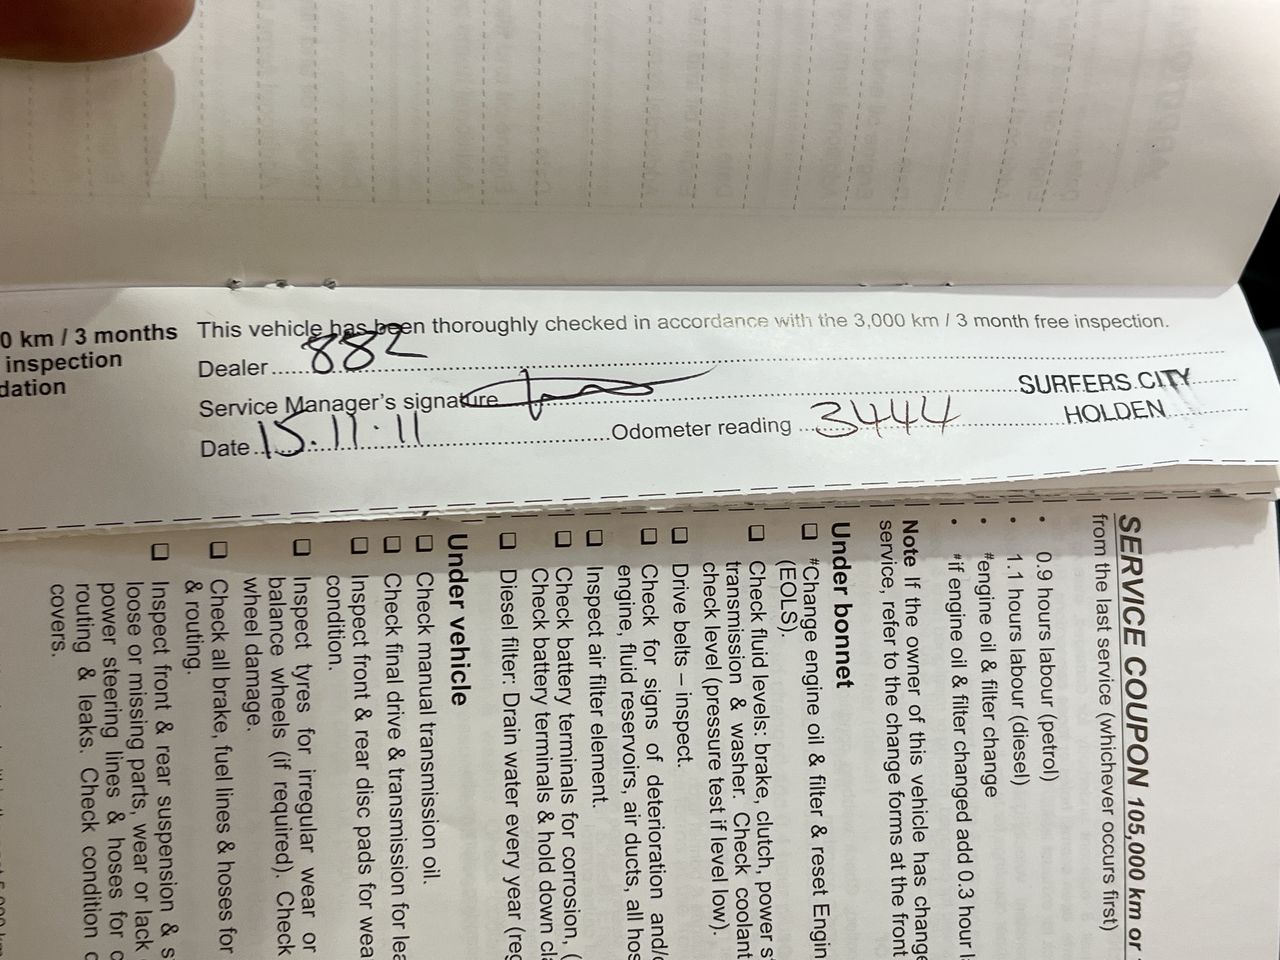 0 km / 3 months
inspection
dation
This vehicle has been thoroughly checked in accordance with the 3,000 km / 3 month free inspection.
Dealer 882
Service Manager's signature
SURFERS CITY
HOLDEN
Date 15.11.11 Odometer reading 3444
SERVICE COUPON 105,000 km or
from the last service (whichever occurs first)
• 0.9 hours labour (petrol)
• 1.1 hours labour (diesel)
• #engine oil & filter change
• #if engine oil & filter changed add 0.3 hour
Note If the owner of this vehicle has change
service, refer to the change forms at the front
Under bonnet
❑ #Change engine oil & filter & reset Engin
(EOLS).
❑ Check fluid levels: brake, clutch, power s
transmission & washer. Check coolant
check level (pressure test if level low).
❑ Drive belts – inspect.
❑ Check for signs of deterioration and/
engine, fluid reservoirs, air ducts, all hos
❑ Inspect air filter element.
❑ Check battery terminals for corrosion, (
Check battery terminals & hold down cl
❑ Diesel filter: Drain water every year (reg
Under vehicle
❑ Check manual transmission oil.
❑ Check final drive & transmission for lea
❑ Inspect front & rear disc pads for wea
condition.
❑ Inspect tyres for irregular wear or
balance wheels (if required). Check
wheel damage.
❑ Check all brake, fuel lines & hoses for
& routing.
❑ Inspect front & rear suspension & s
loose or missing parts, wear or lack
power steering lines & hoses for c
routing & leaks. Check condition
covers.